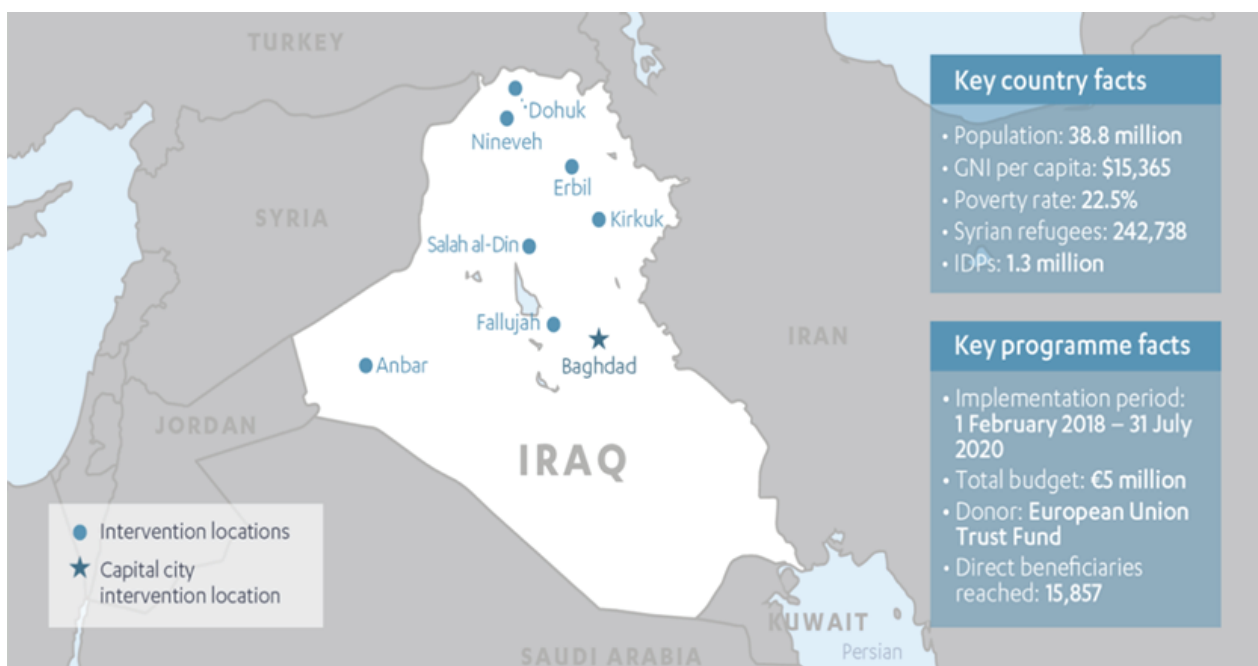 TURKEY
Dohuk
Nineveh
Erbil
Kirkuk
SYRIA
Salah al-Din
Fallujah
Baghdad
Anbar
IRAN
JORDAN
IRAQ
KUWAIT
Persian
SAUDI ARABIA
Intervention locations
Capital city
intervention location
Key country facts
• Population: 38.8 million
• GNI per capita: $15,365
• Poverty rate: 22.5%
• Syrian refugees: 242,738
• IDPs: 1.3 million
Key programme facts
• Implementation period:
1 February 2018 – 31 July
2020
• Total budget: €5 million
• Donor: European Union
Trust Fund
• Direct beneficiaries
reached: 15,857